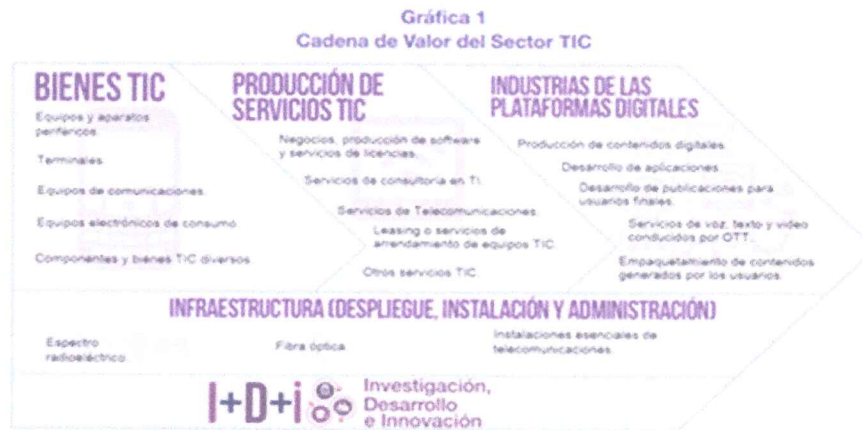 Gráfica 1
Cadena de Valor del Sector TIC
BIENES TIC
Equipos y aparatos
periféricos.
Terminales.
Equipos de comunicaciones.
Equipos electrónicos de consumo.
Componentes y bienes TIC diversos.
PRODUCCIÓN DE
SERVICIOS TIC
Negocios, producción de software
y servicios de licencias.
Servicios de consultoría en TI.
Servicios de Telecomunicaciones.
Leasing o servicios de
arrendamiento de equipos TIC.
Otros servicios TIC.
INDUSTRIAS DE LAS
PLATAFORMAS DIGITALES
Producción de contenidos digitales.
Desarrollo de aplicaciones.
Desarrollo de publicaciones para
usuarios finales.
Servicios de voz, texto y video
conducidos por OTT.
Empaquetamiento de contenidos
generados por los usuarios.
INFRAESTRUCTURA (DESPLIEGUE, INSTALACIÓN Y ADMINISTRACIÓN)
Espectro
radioeléctrico.
Fibra óptica.
Instalaciones esenciales de
telecomunicaciones.
I+D+i
Investigación,
Desarrollo
e Innovación